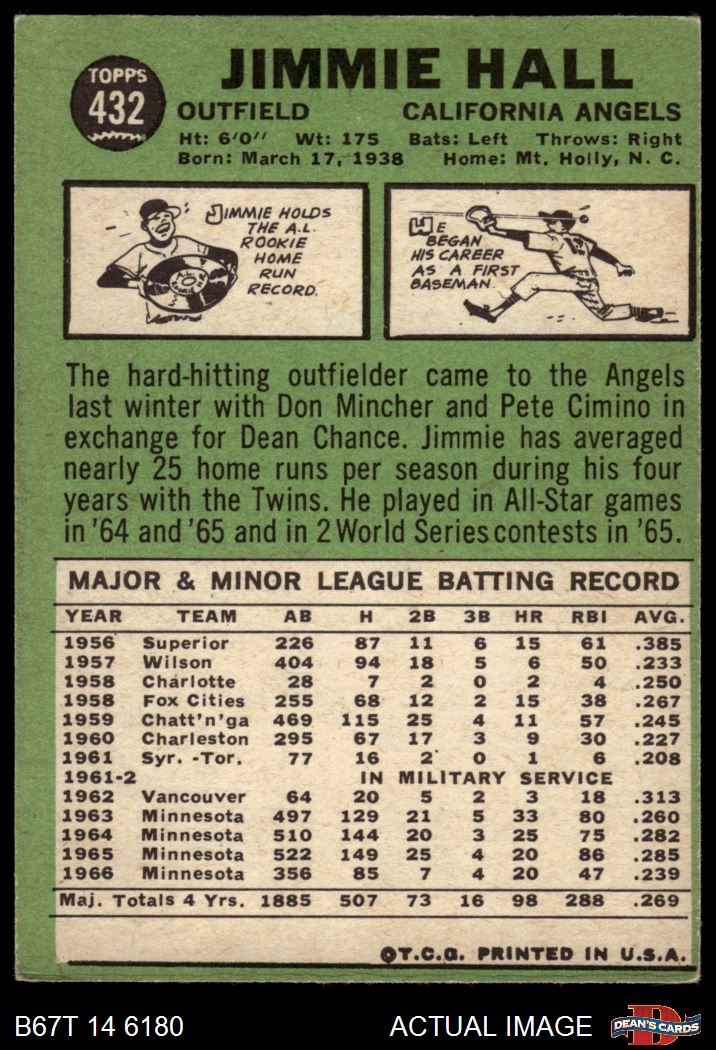 TOPPS
432
JIMMIE HALL
OUTFIELD CALIFORNIA ANGELS
Ht: 6'0" Wt: 175 Bats: Left Throws: Right
Born: March 17, 1938 Home: Mt. Holly, N. C.
JIMMIE HOLDS
THE A.L.
ROOKIE
HOME
RUN
RECORD.
A.L.
ROOKIE H.R.
HE
BEGAN
HIS CAREER
AS A FIRST
BASEMAN.
The hard-hitting outfielder came to the Angels
last winter with Don Mincher and Pete Cimino in
exchange for Dean Chance. Jimmie has averaged
nearly 25 home runs per season during his four
years with the Twins. He played in All-Star games
in '64 and '65 and in 2 World Series contests in '65.
MAJOR & MINOR LEAGUE BATTING RECORD
YEAR TEAM AB H 2B 3B HR RBI AVG.
1956 Superior 226 87 11 6 15 61 .385
1957 Wilson 404 94 18 5 6 50 .233
1958 Charlotte 28 7 2 0 2 4 .250
1958 Fox Cities 255 68 12 2 15 38 .267
1959 Chatt'n'ga 469 115 25 4 11 57 .245
1960 Charleston 295 67 17 3 9 30 .227
1961 Syr. -Tor. 77 16 2 0 1 6 .208
1961-2 IN MILITARY SERVICE
1962 Vancouver 64 20 5 2 3 18 .313
1963 Minnesota 497 129 21 5 33 80 .260
1964 Minnesota 510 144 20 3 25 75 .282
1965 Minnesota 522 149 25 4 20 86 .285
1966 Minnesota 356 85 7 4 20 47 .239
Maj. Totals 4 Yrs. 1885 507 73 16 98 288 .269
©T.C.G. PRINTED IN U.S.A.
B67T 14 6180 ACTUAL IMAGE
D
DEAN'S CARDS